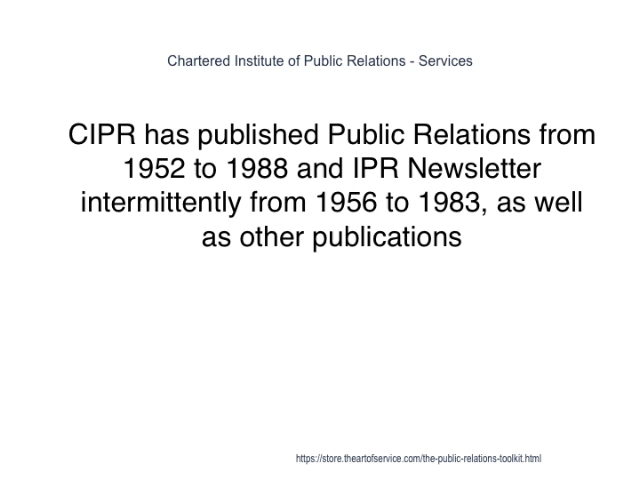 Chartered Institute of Public Relations - Services
CIPR has published Public Relations from
1952 to 1988 and IPR Newsletter
intermittently from 1956 to 1983, as well
as other publications
https://store.theartofservice.com/the-public-relations-toolkit.html